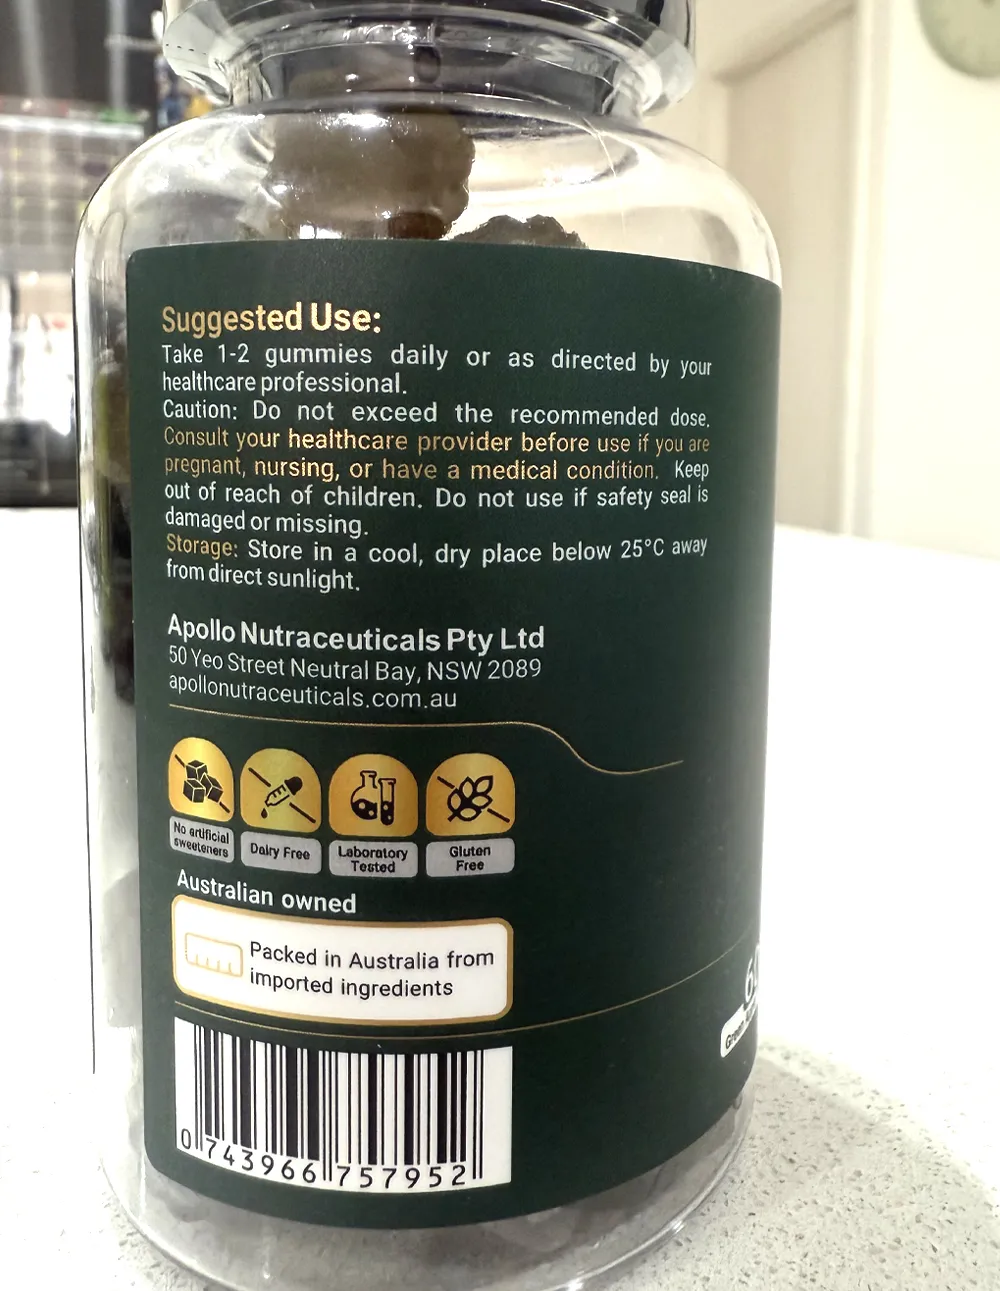 Suggested Use:
Take 1-2 gummies daily or as directed by your
healthcare professional.
Caution: Do not exceed the recommended dose.
Consult your healthcare provider before use if you are
pregnant, nursing, or have a medical condition. Keep
out of reach of children. Do not use if safety seal is
damaged or missing.
Storage: Store in a cool, dry place below 25°C away
from direct sunlight.
Apollo Nutraceuticals Pty Ltd
50 Yeo Street Neutral Bay, NSW 2089
apollonutraceuticals.com.au
No artificial
sweeteners
Dairy Free
Laboratory
Tested
Gluten
Free
Australian owned
Packed in Australia from
imported ingredients
0 743966 757952